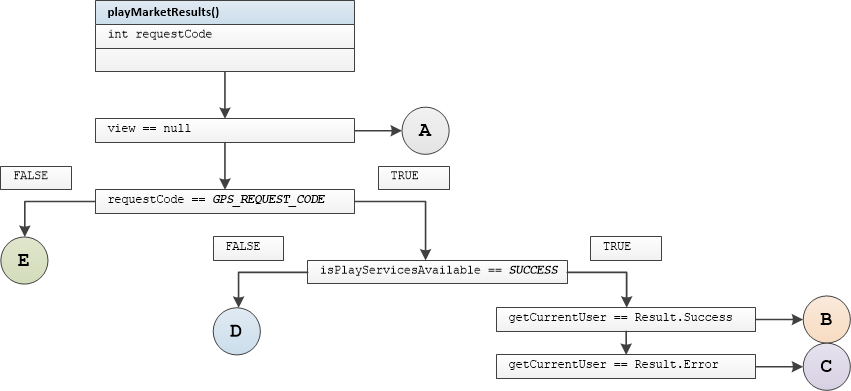 playMarketResults()
int requestCode
view == null
A
FALSE
TRUE
requestCode == GPS_REQUEST_CODE
E
FALSE
TRUE
isPlayServicesAvailable == SUCCESS
D
getCurrentUser == Result.Success
B
getCurrentUser == Result.Error
C